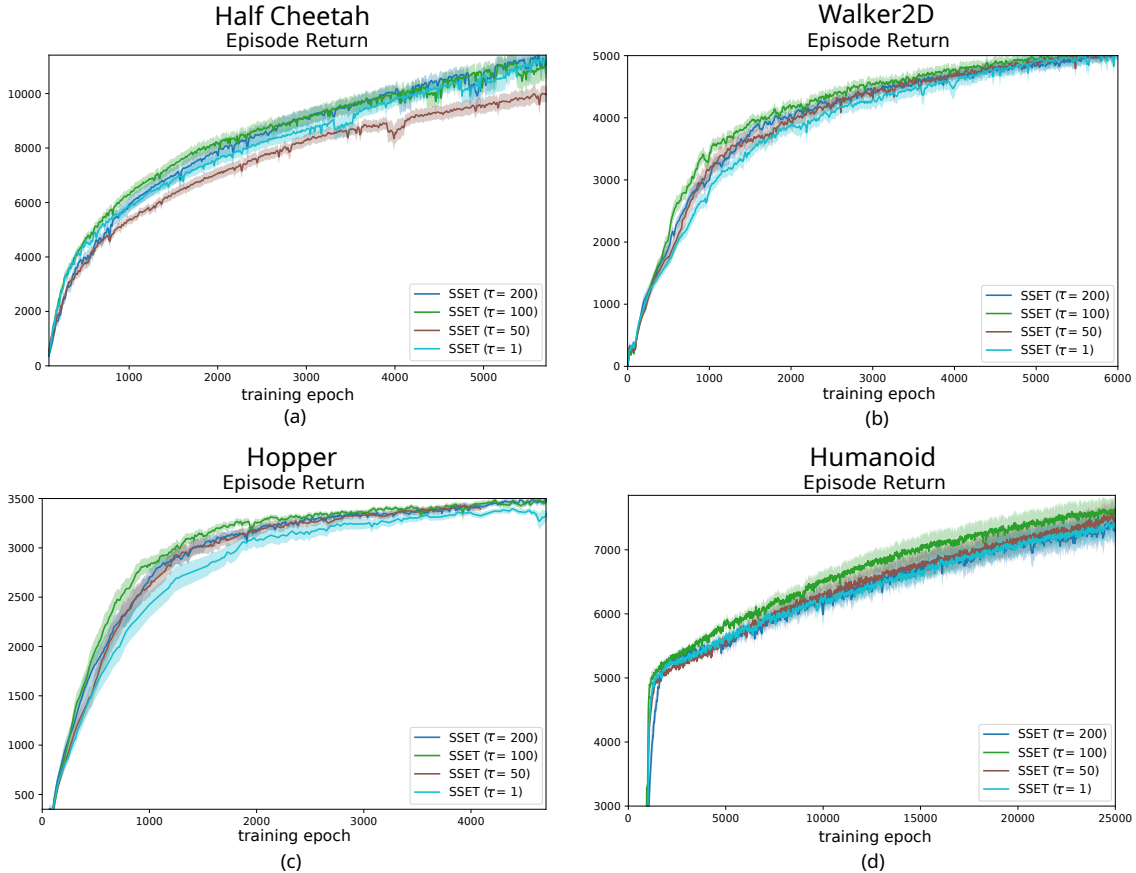 Half Cheetah
Episode Return
10000
8000
6000
4000
2000
0
SSET (τ = 200)
SSET (τ = 100)
SSET (τ = 50)
SSET (τ = 1)
1000 2000 3000 4000 5000
training epoch
(a)
Walker2D
Episode Return
5000
4000
3000
2000
1000
0
SSET (τ = 200)
SSET (τ = 100)
SSET (τ = 50)
SSET (τ = 1)
0 1000 2000 3000 4000 5000 6000
training epoch
(b)
Hopper
Episode Return
3500
3000
2500
2000
1500
1000
500
SSET (τ = 200)
SSET (τ = 100)
SSET (τ = 50)
SSET (τ = 1)
0 1000 2000 3000 4000
training epoch
(c)
Humanoid
Episode Return
7000
6000
5000
4000
3000
SSET (τ = 200)
SSET (τ = 100)
SSET (τ = 50)
SSET (τ = 1)
0 5000 10000 15000 20000 25000
training epoch
(d)